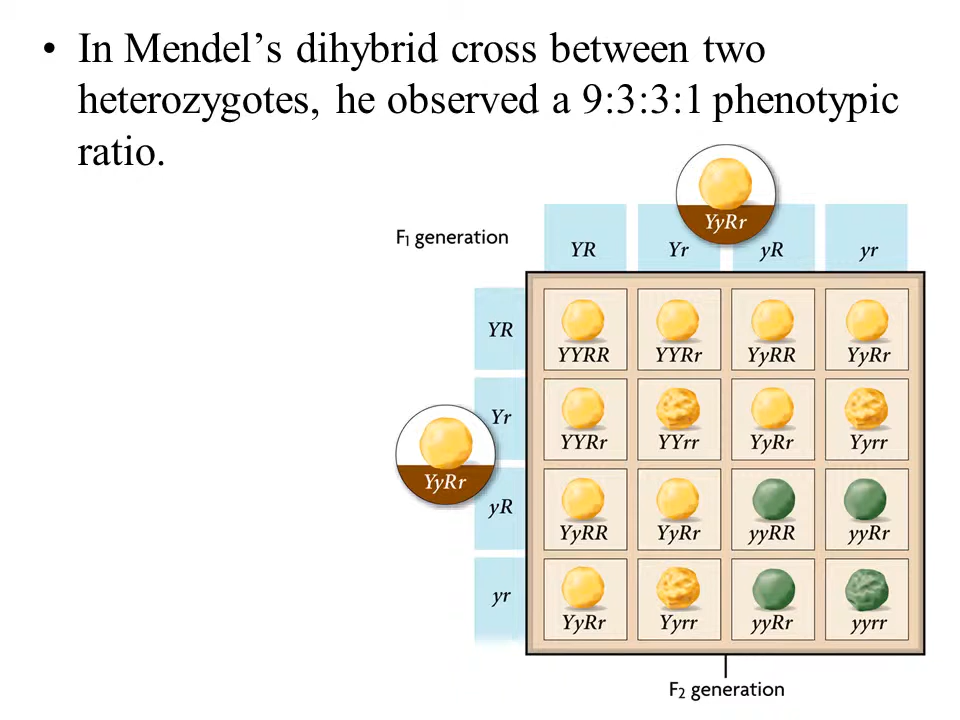 • In Mendel’s dihybrid cross between two
heterozygotes, he observed a 9:3:3:1 phenotypic
ratio.
YyRr
F₁ generation
YR Yr yR yr
YR
YYRR YYRr YyRR YyRr
Yr
YYRr YYrr YyRr Yyrr
YyRr
yR
YyRR YyRr yyRR yyRr
yr
YyRr Yyrr yyRr yyrr
F₂ generation